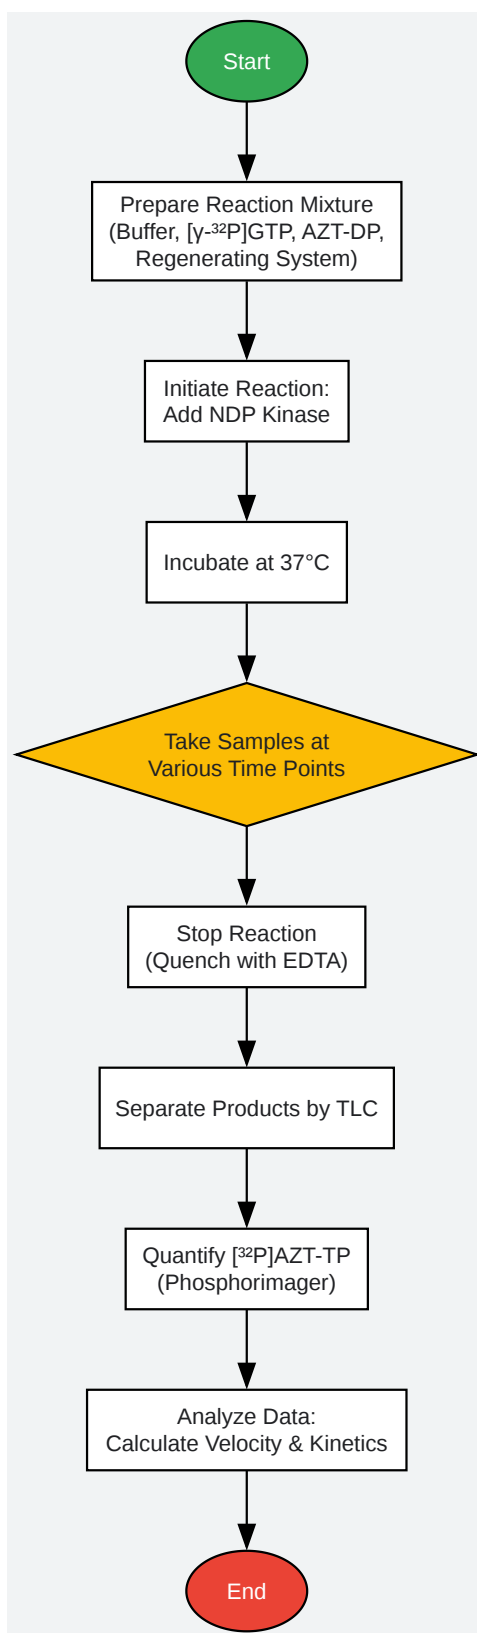 Start
Prepare Reaction Mixture
(Buffer, [γ-³²P]GTP, AZT-DP,
Regenerating System)
Initiate Reaction:
Add NDP Kinase
Incubate at 37°C
Take Samples at
Various Time Points
Stop Reaction
(Quench with EDTA)
Separate Products by TLC
Quantify [³²P]AZT-TP
(Phosphorimager)
Analyze Data:
Calculate Velocity & Kinetics
End